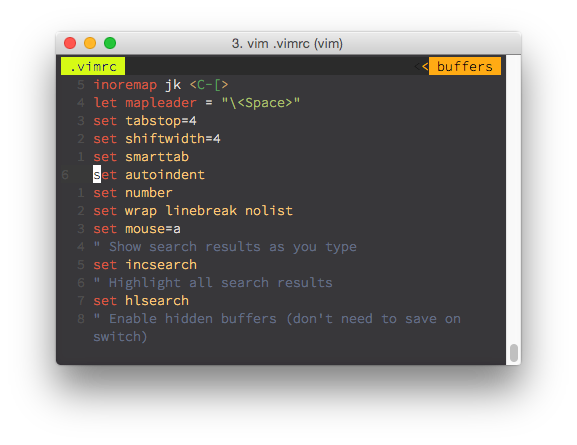 3. vim .vimrc (vim)
.vimrc < buffers
5 inoremap jk <C-[>
4 let mapleader = "\<Space>"
3 set tabstop=4
2 set shiftwidth=4
1 set smarttab
6 set autoindent
1 set number
2 set wrap linebreak nolist
3 set mouse=a
4 " Show search results as you type
5 set incsearch
6 " Highlight all search results
7 set hlsearch
8 " Enable hidden buffers (don't need to save on
switch)